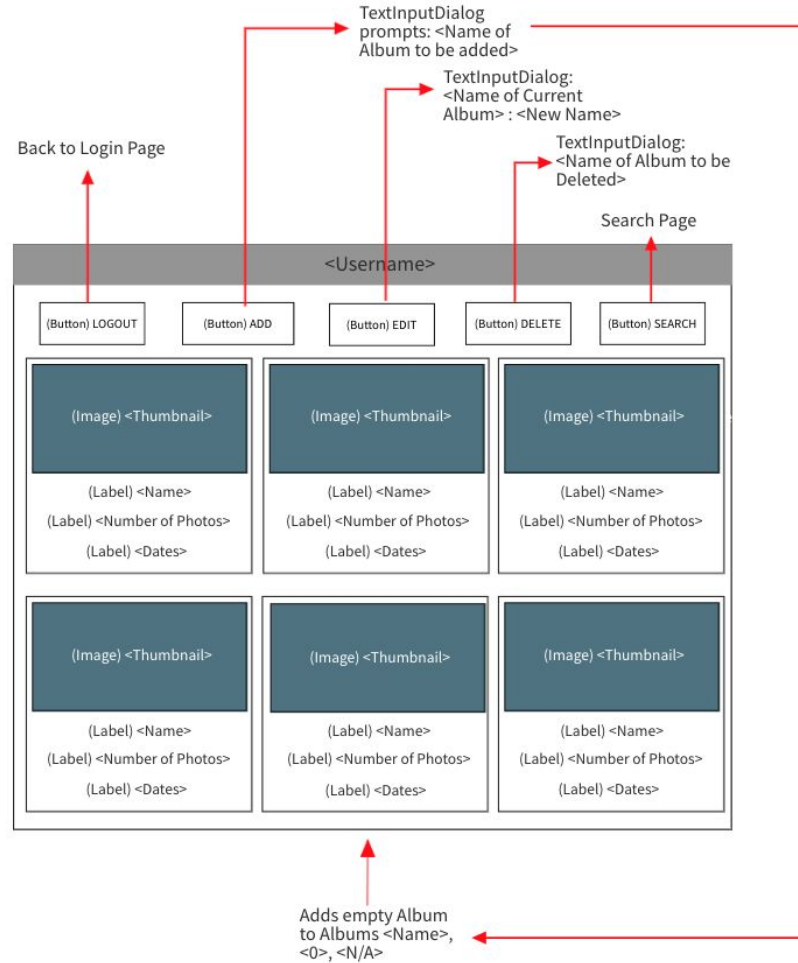 TextInputDialog
prompts: <Name of
Album to be added>
TextInputDialog:
<Name of Current
Album> : <New Name>
TextInputDialog:
<Name of Album to be
Deleted>
Back to Login Page
Search Page
<Username>
(Button) LOGOUT
(Button) ADD
(Button) EDIT
(Button) DELETE
(Button) SEARCH
(Image) <Thumbnail>
(Label) <Name>
(Label) <Number of Photos>
(Label) <Dates>
(Image) <Thumbnail>
(Label) <Name>
(Label) <Number of Photos>
(Label) <Dates>
(Image) <Thumbnail>
(Label) <Name>
(Label) <Number of Photos>
(Label) <Dates>
(Image) <Thumbnail>
(Label) <Name>
(Label) <Number of Photos>
(Label) <Dates>
(Image) <Thumbnail>
(Label) <Name>
(Label) <Number of Photos>
(Label) <Dates>
(Image) <Thumbnail>
(Label) <Name>
(Label) <Number of Photos>
(Label) <Dates>
Adds empty Album
to Albums <Name>,
<0>, <N/A>